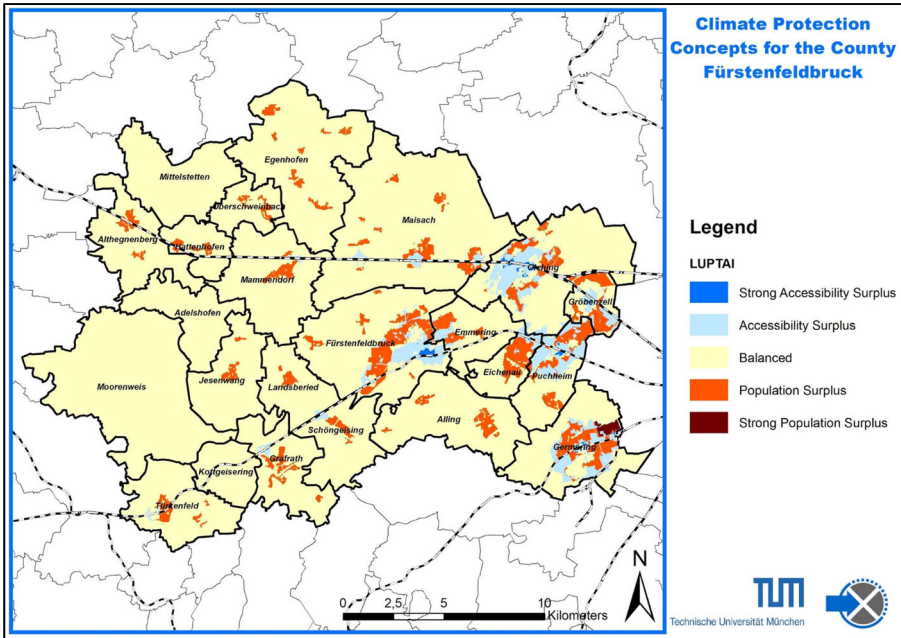 Climate Protection
Concepts for the County
Fürstenfeldbruck
Egenhofen
Mittelstetten
Oberschweinbach
Maisach
Althegnenberg
Hattenhofen
Mammendorf
Olching
Gröbenzell
Adelshofen
Fürstenfeldbruck
Emmering
Moorenweis
Jesenwang
Landsberied
Eichenau
Puchheim
Schöngeising
Alling
Germering
Kottgeisering
Grafrath
Türkenfeld
Legend
LUPTAI
Strong Accessibility Surplus
Accessibility Surplus
Balanced
Population Surplus
Strong Population Surplus
N
0 2,5 5 10
Kilometers
TUM
Technische Universität München